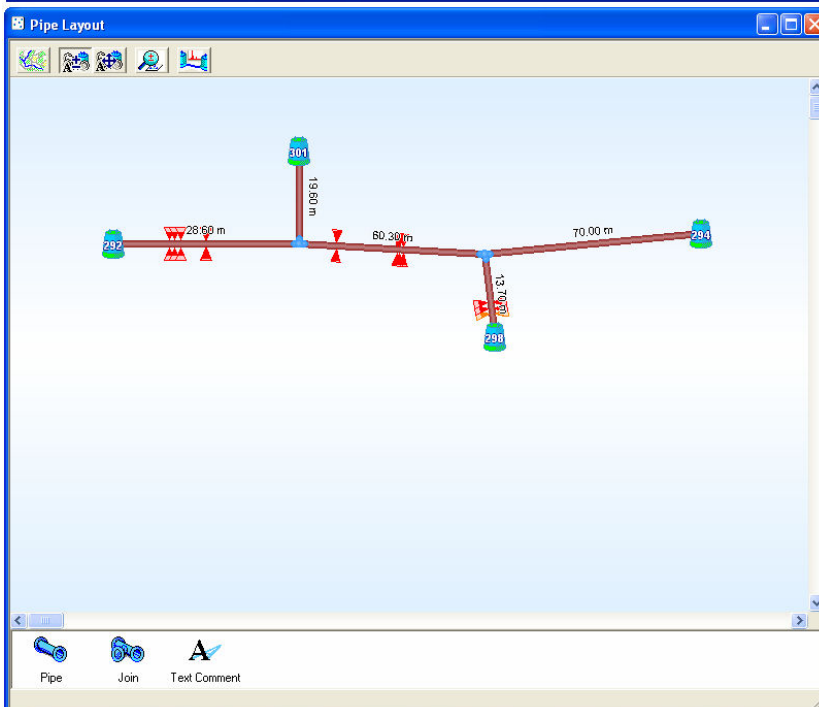 Pipe Layout
301
19.60 m
292
28.60 m
60.30m
70.00 m
294
13.70 m
298
Pipe
Join
Text Comment